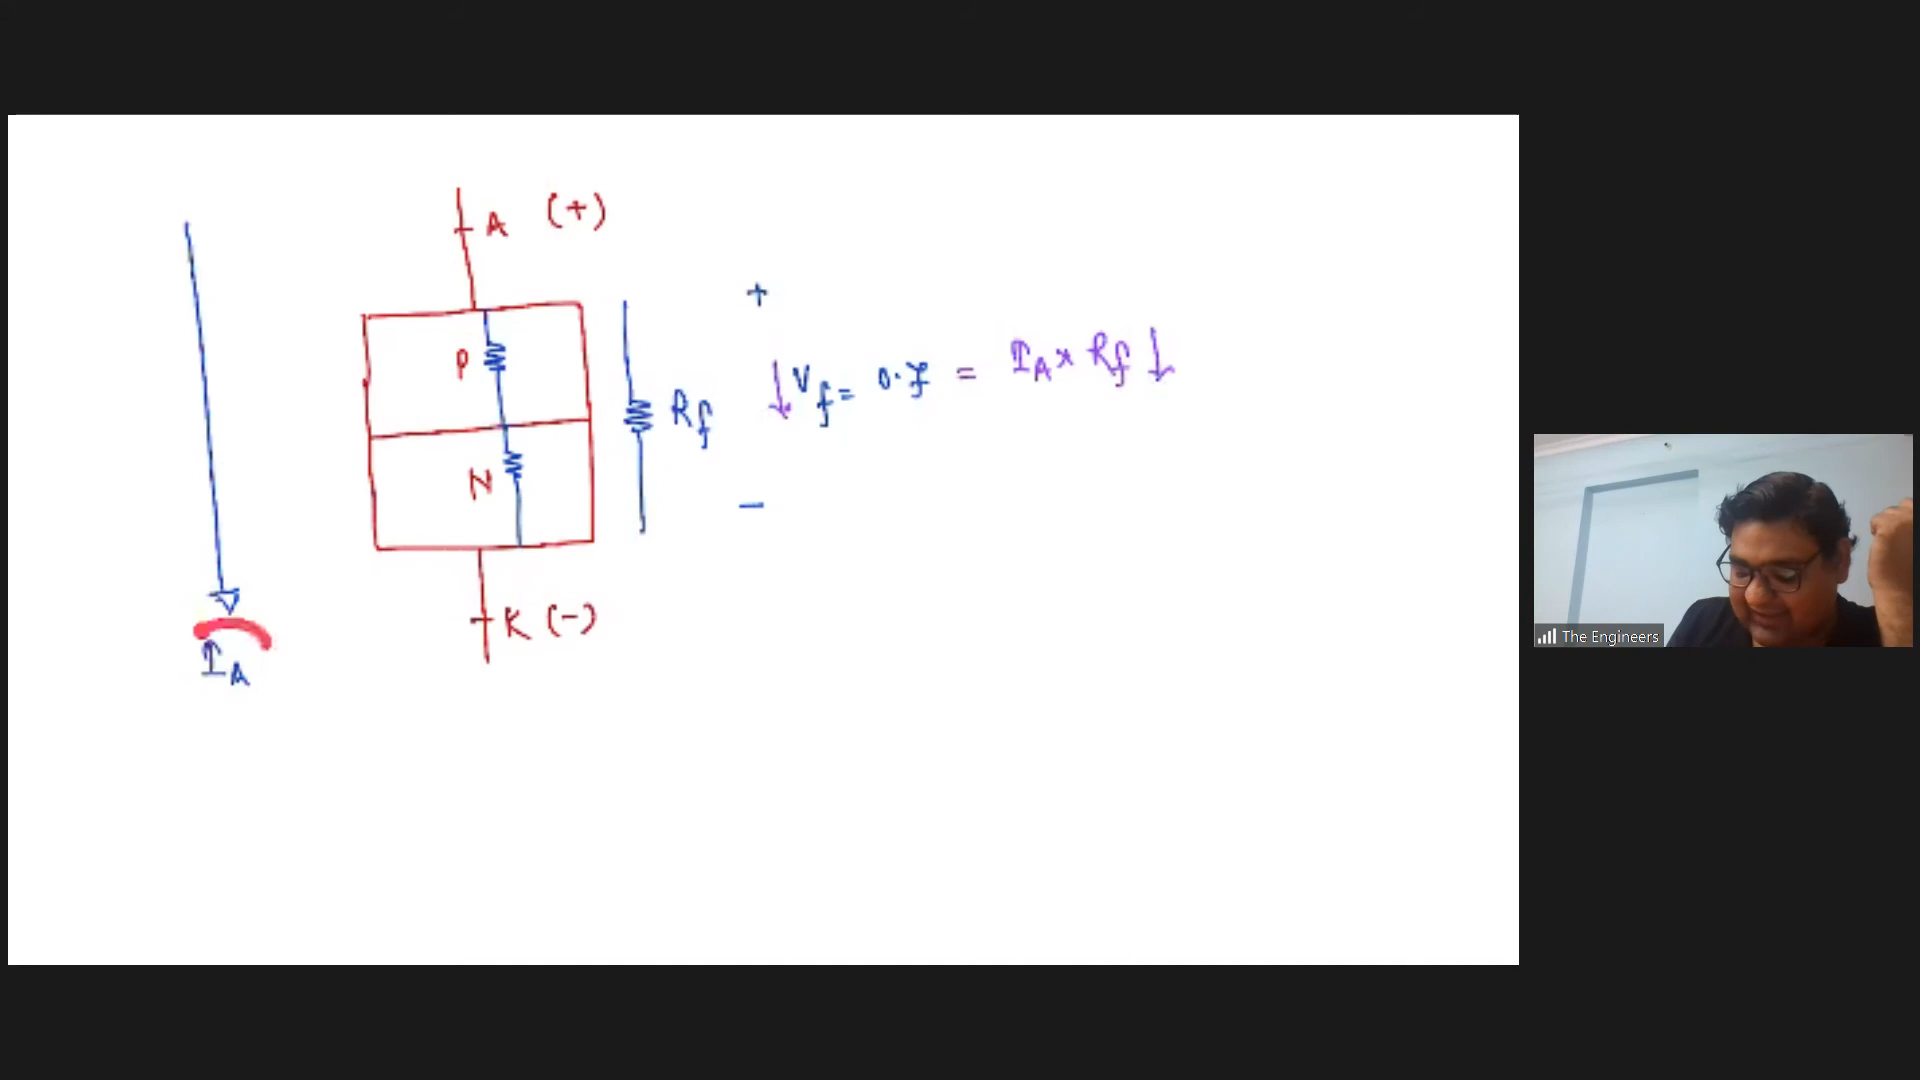 A (+)
+
P
↓ Vf = 0.7 = IA × Rf ↓
Rf
N
−
K (−)
IA
The Engineers